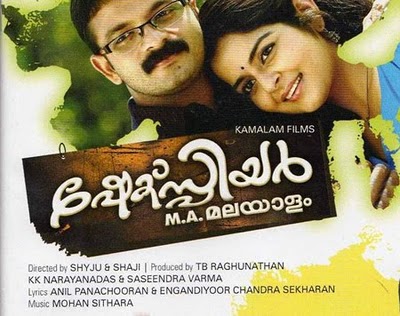 KAMALAM FILMS
ഷേക്സ്പിയർ
M.A. മലയാളം
Directed by SHYJU & SHAJI | Produced by TB RAGHUNATHAN
KK NARAYANADAS & SASEENDRA VARMA
Lyrics ANIL PANACHOORAN & ENGANDIYOOR CHANDRA SEKHARAN
Music MOHAN SITHARA